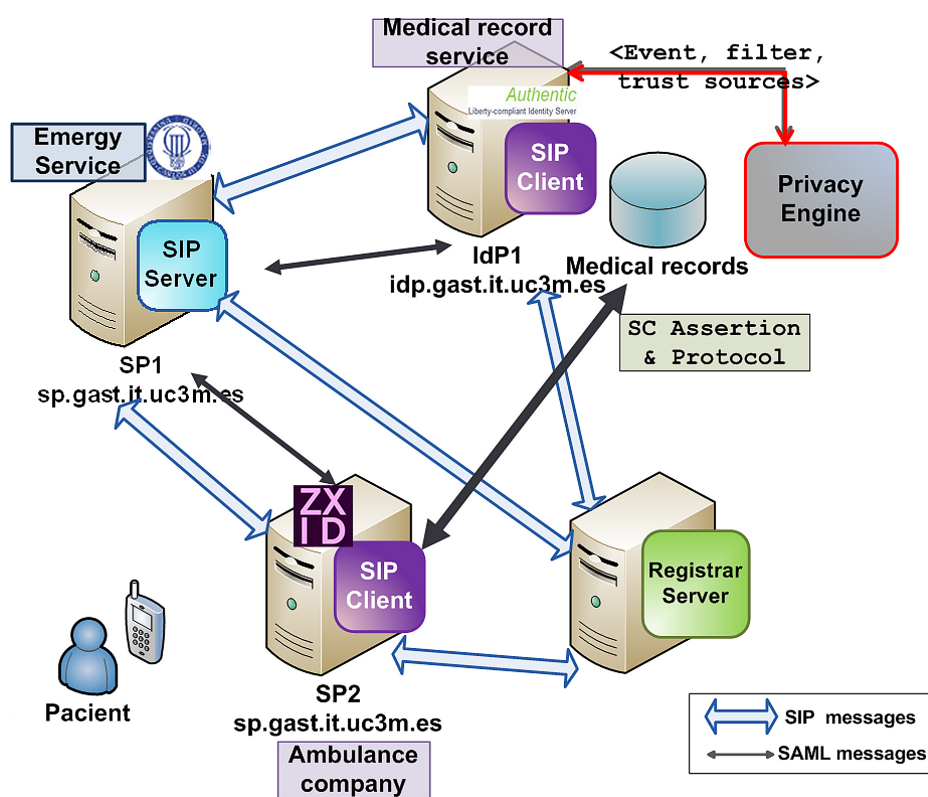 Medical record
service
<Event, filter,
trust sources>
Authentic
Liberty-compliant Identity Server
Emergy
Service
SIP
Client
Privacy
Engine
SIP
Server
IdP1
idp.gast.it.uc3m.es
Medical records
SC Assertion
& Protocol
SP1
sp.gast.it.uc3m.es
ZX
ID
SIP
Client
Registrar
Server
Pacient
SP2
sp.gast.it.uc3m.es
Ambulance
company
SIP messages
SAML messages